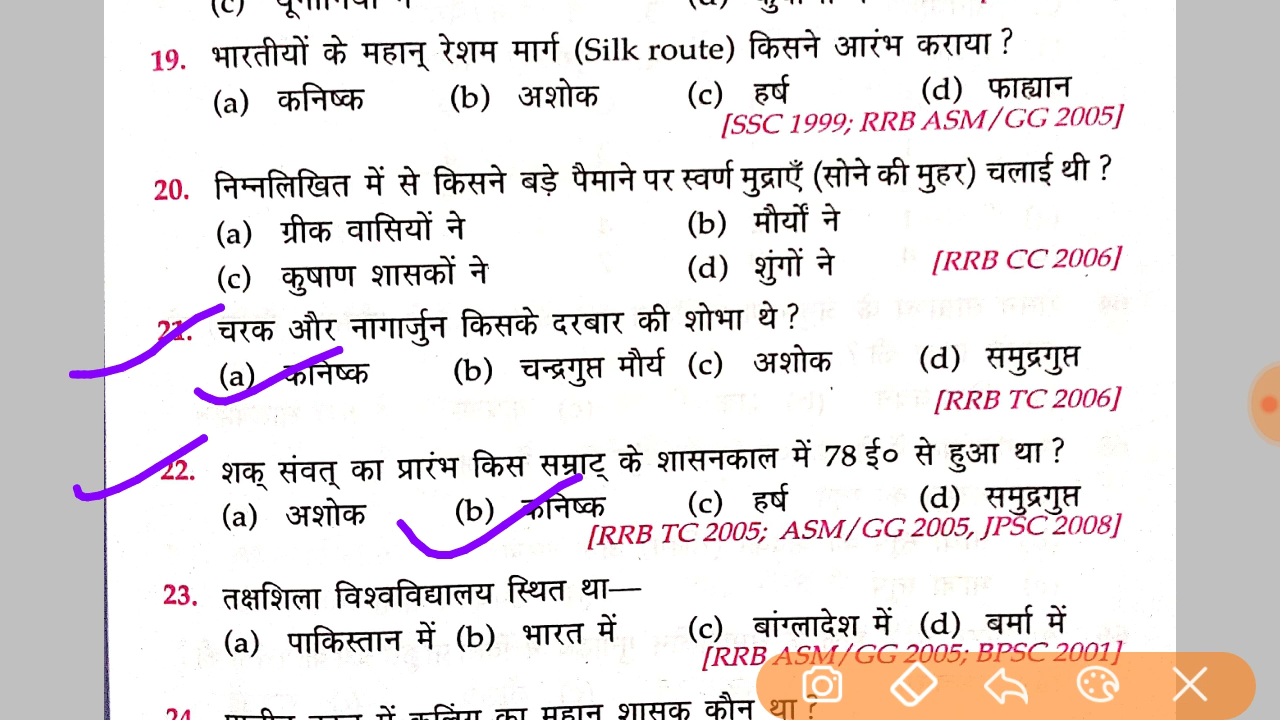 19. भारतीयों के महान् रेशम मार्ग (Silk route) किसने आरंभ कराया ?
(a) कनिष्क (b) अशोक (c) हर्ष (d) फाह्यान
[SSC 1999; RRB ASM/GG 2005]
20. निम्नलिखित में से किसने बड़े पैमाने पर स्वर्ण मुद्राएँ (सोने की मुहर) चलाई थी ?
(a) ग्रीक वासियों ने (b) मौर्यों ने
(c) कुषाण शासकों ने (d) शुंगों ने [RRB CC 2006]
21. चरक और नागार्जुन किसके दरबार की शोभा थे ?
(a) कनिष्क (b) चन्द्रगुप्त मौर्य (c) अशोक (d) समुद्रगुप्त
[RRB TC 2006]
22. शक् संवत् का प्रारंभ किस सम्राट् के शासनकाल में 78 ई० से हुआ था ?
(a) अशोक (b) कनिष्क (c) हर्ष (d) समुद्रगुप्त
[RRB TC 2005; ASM/GG 2005, JPSC 2008]
23. तक्षशिला विश्वविद्यालय स्थित था—
(a) पाकिस्तान में (b) भारत में (c) बांग्लादेश में (d) बर्मा में
[RRB ASM/GG 2005; BPSC 2001]
24. में कलिंग का महान शासक कौन था ?